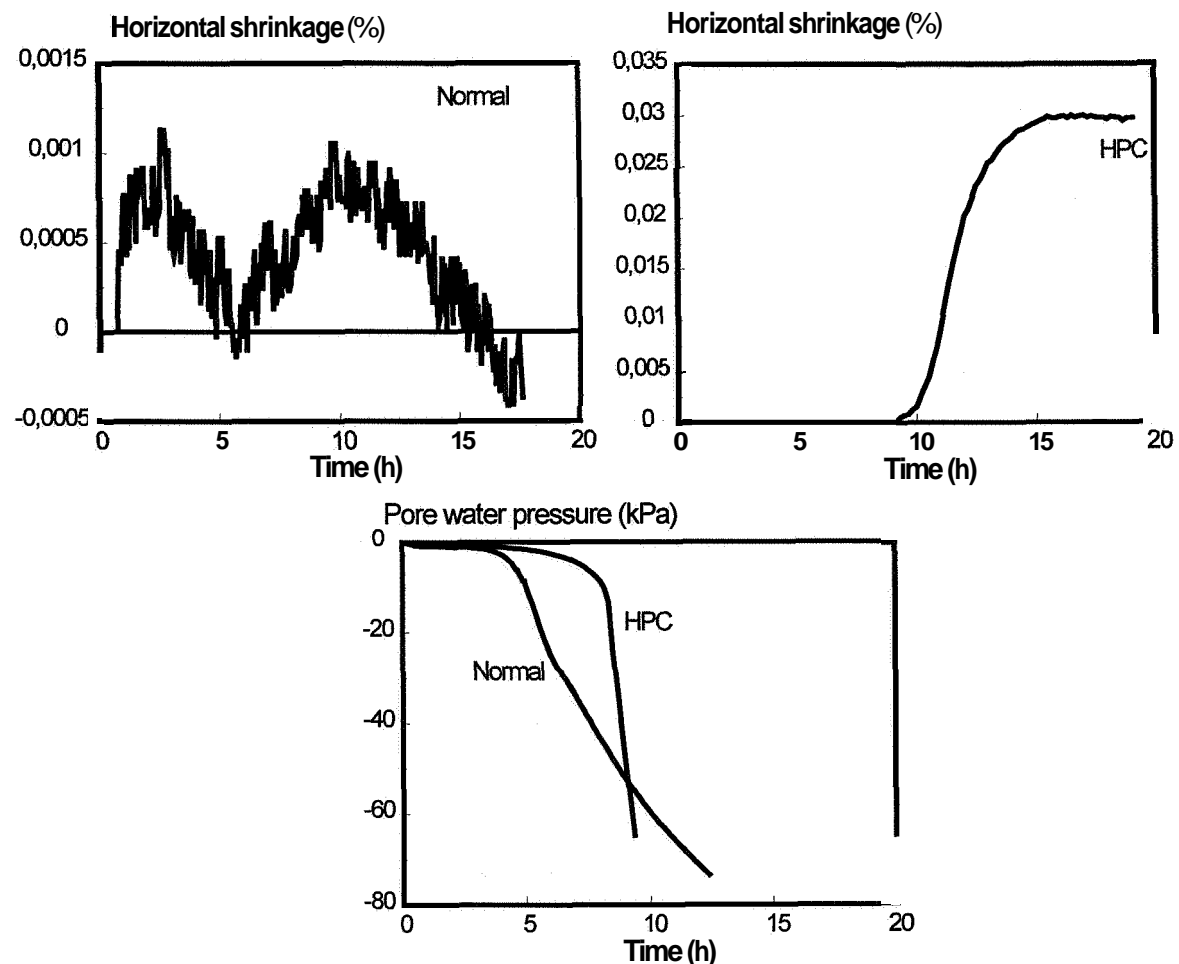 Horizontal shrinkage (%)
0,0015
Normal
0,001
0,0005
0
-0,0005
0 5 10 15 20
Time (h)
Horizontal shrinkage (%)
0,035
0,03
HPC
0,025
0,02
0,015
0,01
0,005
0
0 5 10 15 20
Time (h)
Pore water pressure (kPa)
0
HPC
-20
Normal
-40
-60
-80
0 5 10 15 20
Time (h)